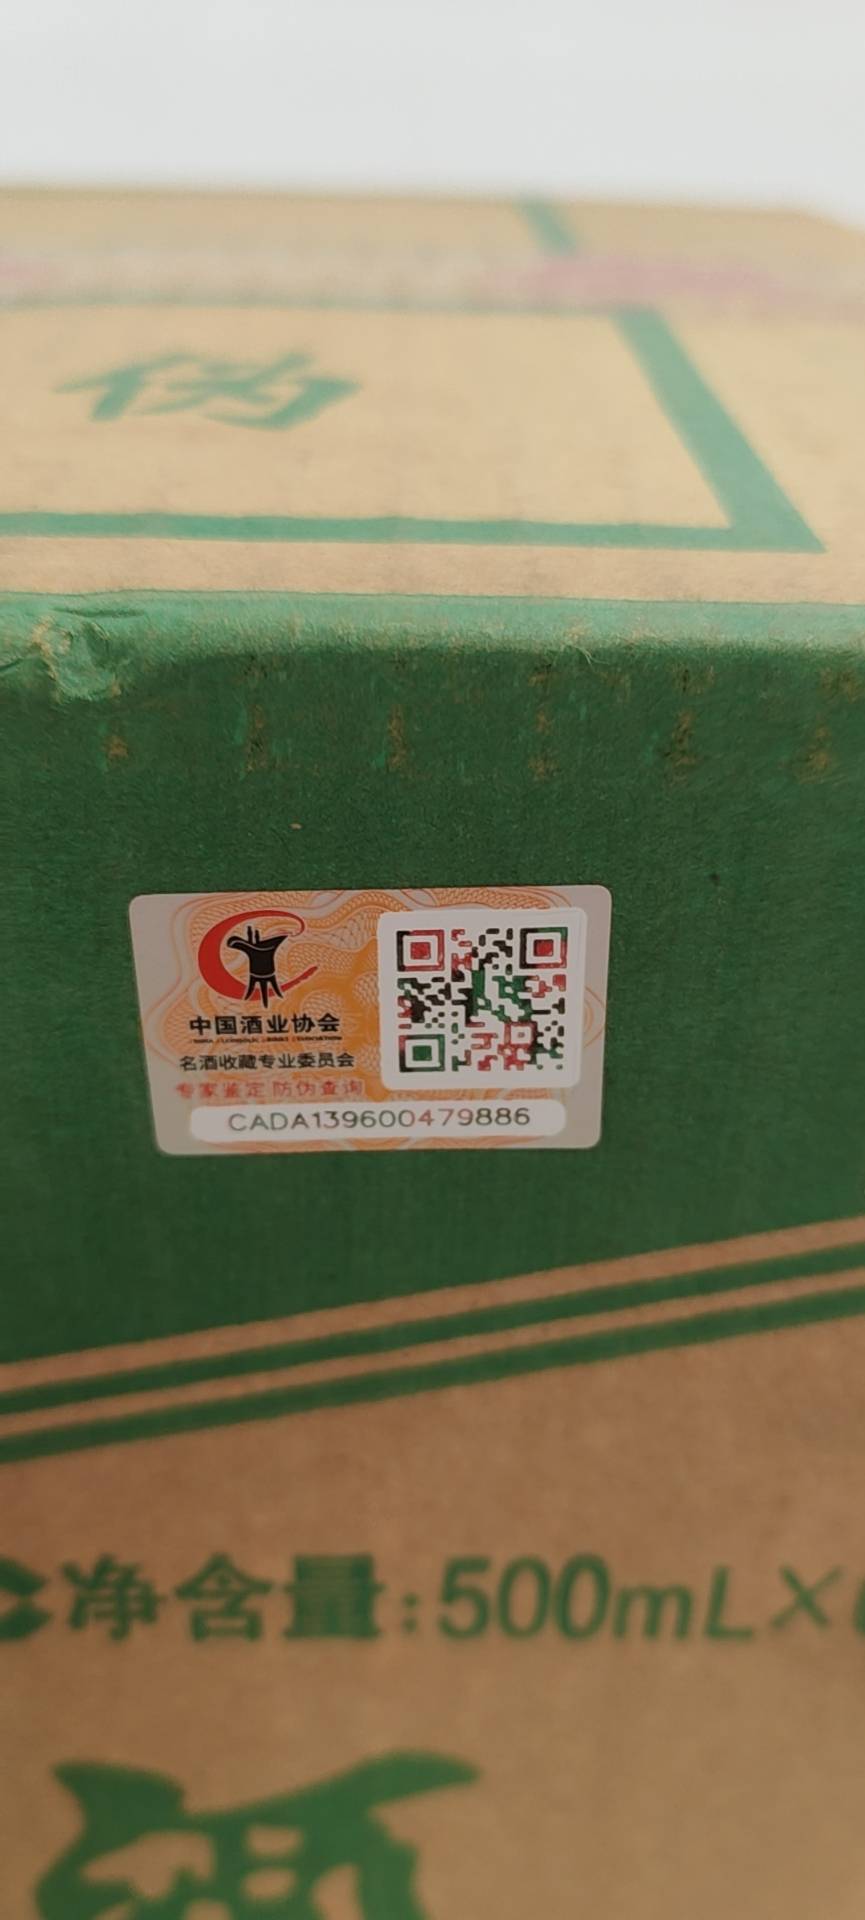 伪
中国酒业协会
名酒收藏专业委员会
专家鉴定 防伪查询
CADA139600479886
净含量:500mL×
酒